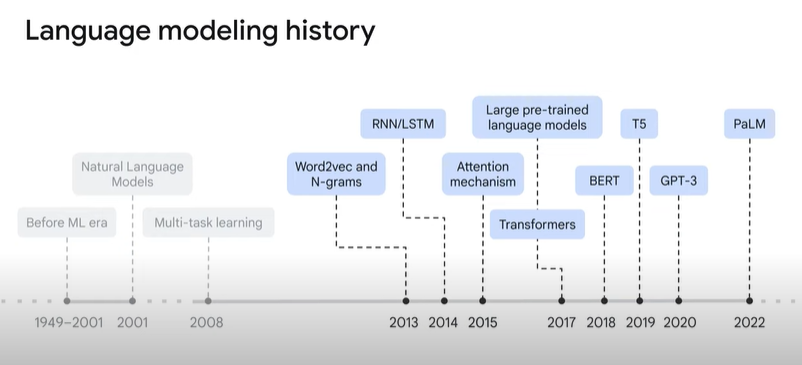 Language modeling history
Large pre-trained
language models
RNN/LSTM
T5
PaLM
Natural Language
Models
Word2vec and
N-grams
Attention
mechanism
BERT
GPT-3
Before ML era
Multi-task learning
Transformers
1949–2001
2001
2008
2013
2014
2015
2017
2018
2019
2020
2022